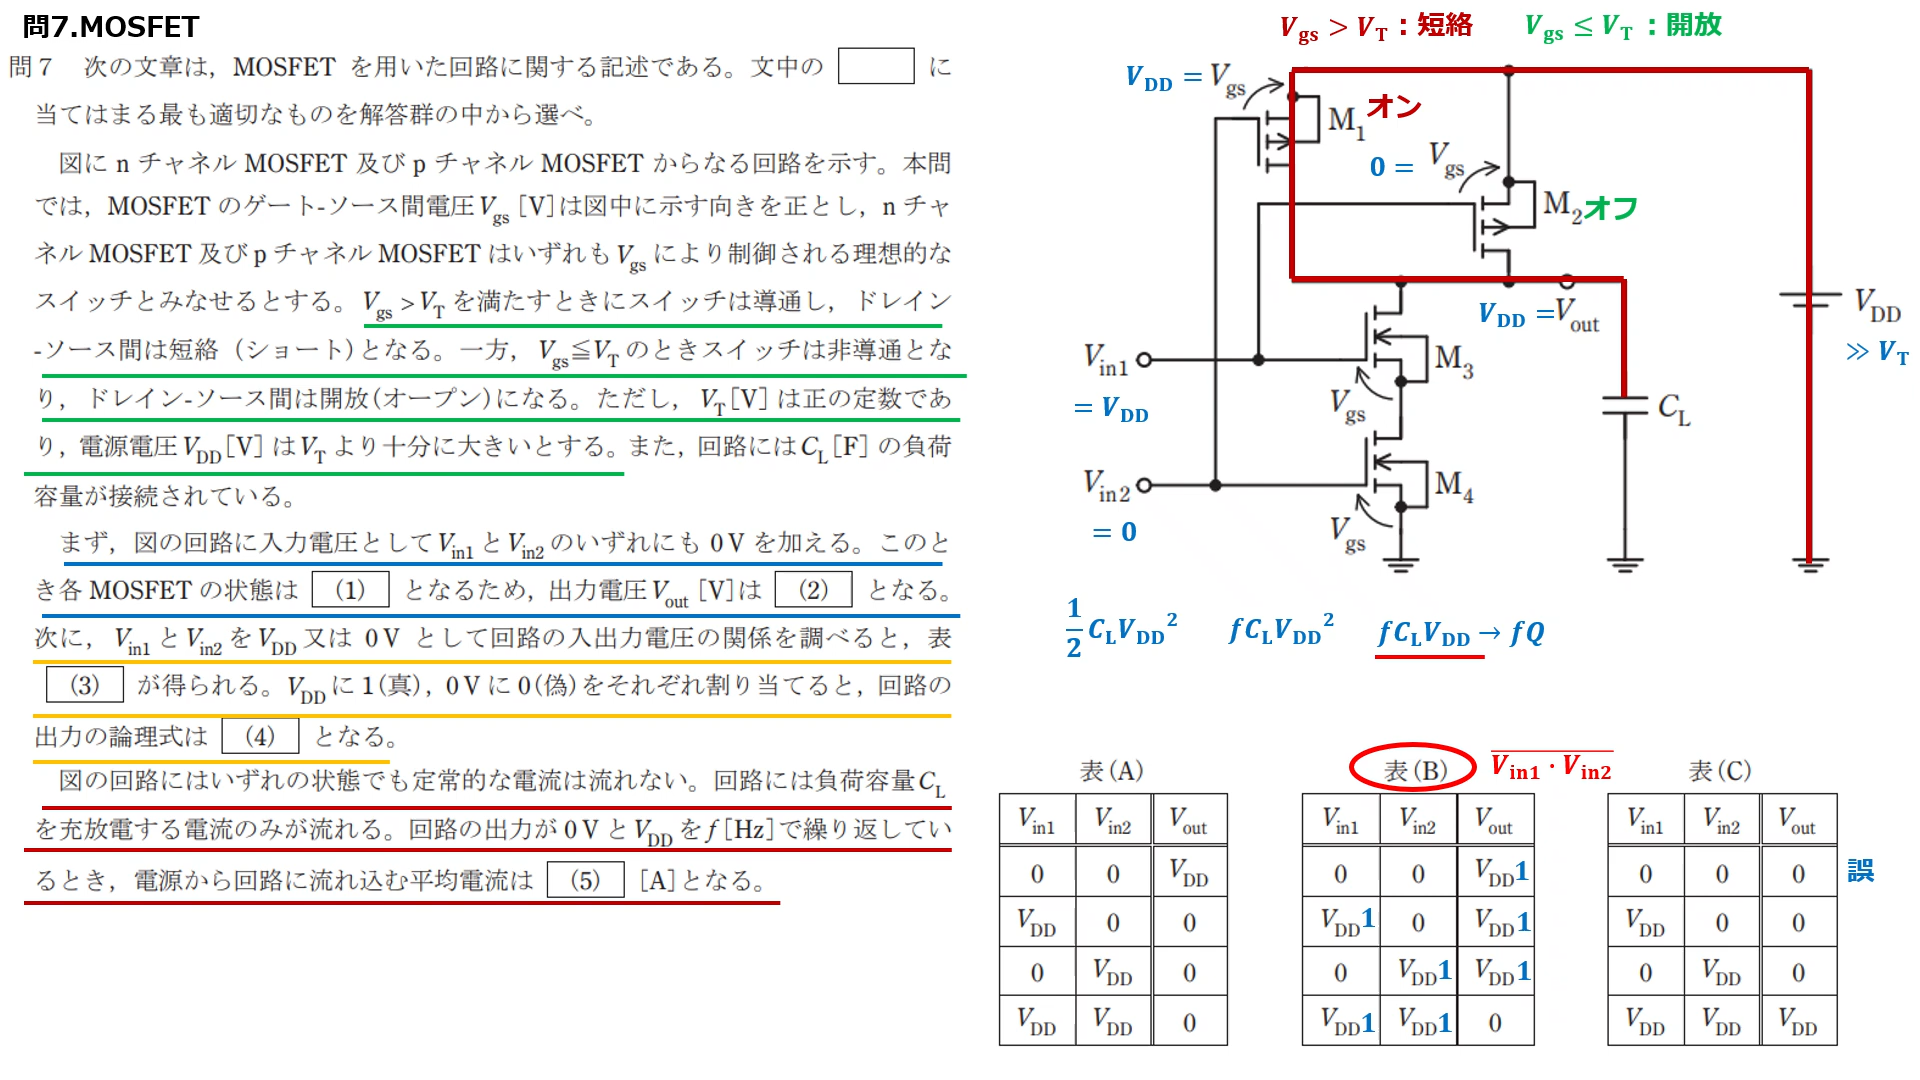 問7.MOSFET
問7 次の文章は，MOSFET を用いた回路に関する記述である。文中の　　　に
当てはまる最も適切なものを解答群の中から選べ。
図に n チャネル MOSFET 及び p チャネル MOSFET からなる回路を示す。本問
では，MOSFET のゲート-ソース間電圧 Vgs [V]は図中に示す向きを正とし，n チャ
ネル MOSFET 及び p チャネル MOSFET はいずれも Vgs により制御される理想的な
スイッチとみなせるとする。Vgs＞VT を満たすときにスイッチは導通し，ドレイン
-ソース間は短絡（ショート)となる。一方，Vgs≦VT のときスイッチは非導通とな
り，ドレイン-ソース間は開放(オープン)になる。ただし，VT[V] は正の定数であ
り，電源電圧 VDD[V] は VT より十分に大きいとする。また，回路には CL[F] の負荷
容量が接続されている。
まず，図の回路に入力電圧として Vin1 と Vin2 のいずれにも 0 V を加える。このと
き各 MOSFET の状態は (1) となるため，出力電圧 Vout [V]は (2) となる。
次に，Vin1 と Vin2 を VDD 又は 0 V として回路の入出力電圧の関係を調べると，表
(3) が得られる。VDD に 1(真)，0 V に 0(偽)をそれぞれ割り当てると，回路の
出力の論理式は (4) となる。
図の回路にはいずれの状態でも定常的な電流は流れない。回路には負荷容量 CL
を充放電する電流のみが流れる。回路の出力が 0 V と VDD を f[Hz]で繰り返してい
るとき，電源から回路に流れ込む平均電流は (5) [A]となる。
Vgs > VT：短絡 Vgs ≤ VT：開放
VDD = Vgs
M1 オン
0 = Vgs
M2 オフ
VDD = Vout
VDD
≫ VT
Vin1
= VDD
M3
Vgs
CL
Vin2
= 0
M4
Vgs
1/2 CLVDD² fCLVDD² fCLVDD → fQ
表(A)
Vin1 Vin2 Vout
0 0 VDD
VDD 0 0
0 VDD 0
VDD VDD 0
表(B) \overline{Vin1 · Vin2}
Vin1 Vin2 Vout
0 0 VDD1
VDD1 0 VDD1
0 VDD1 VDD1
VDD1 VDD1 0
表(C)
Vin1 Vin2 Vout
0 0 0 誤
VDD 0 0
0 VDD 0
VDD VDD VDD